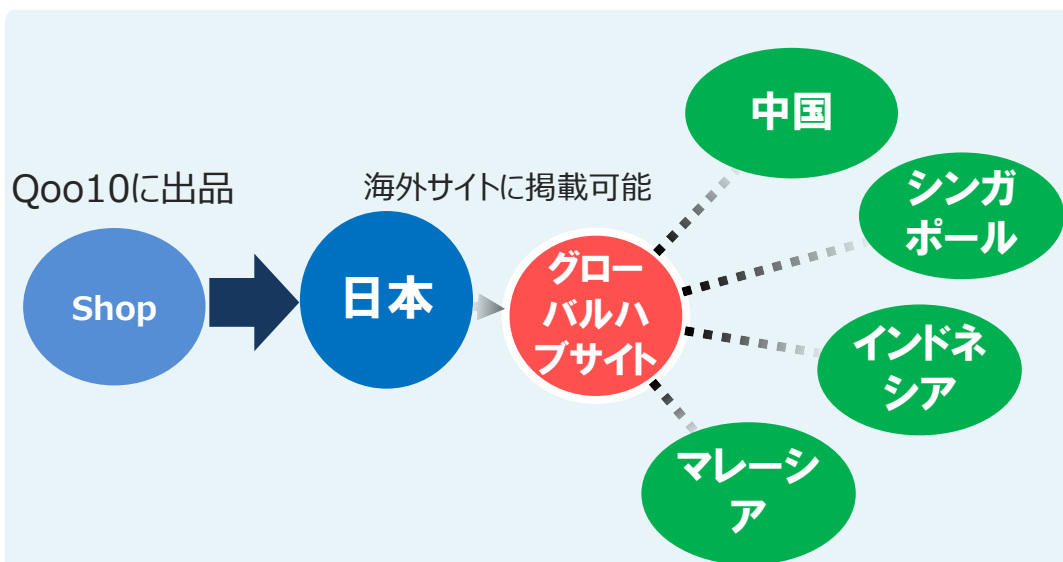 Qoo10に出品
海外サイトに掲載可能
Shop
日本
グロー
バルハ
ブサイト
中国
シンガ
ポール
インドネ
シア
マレーシ
ア